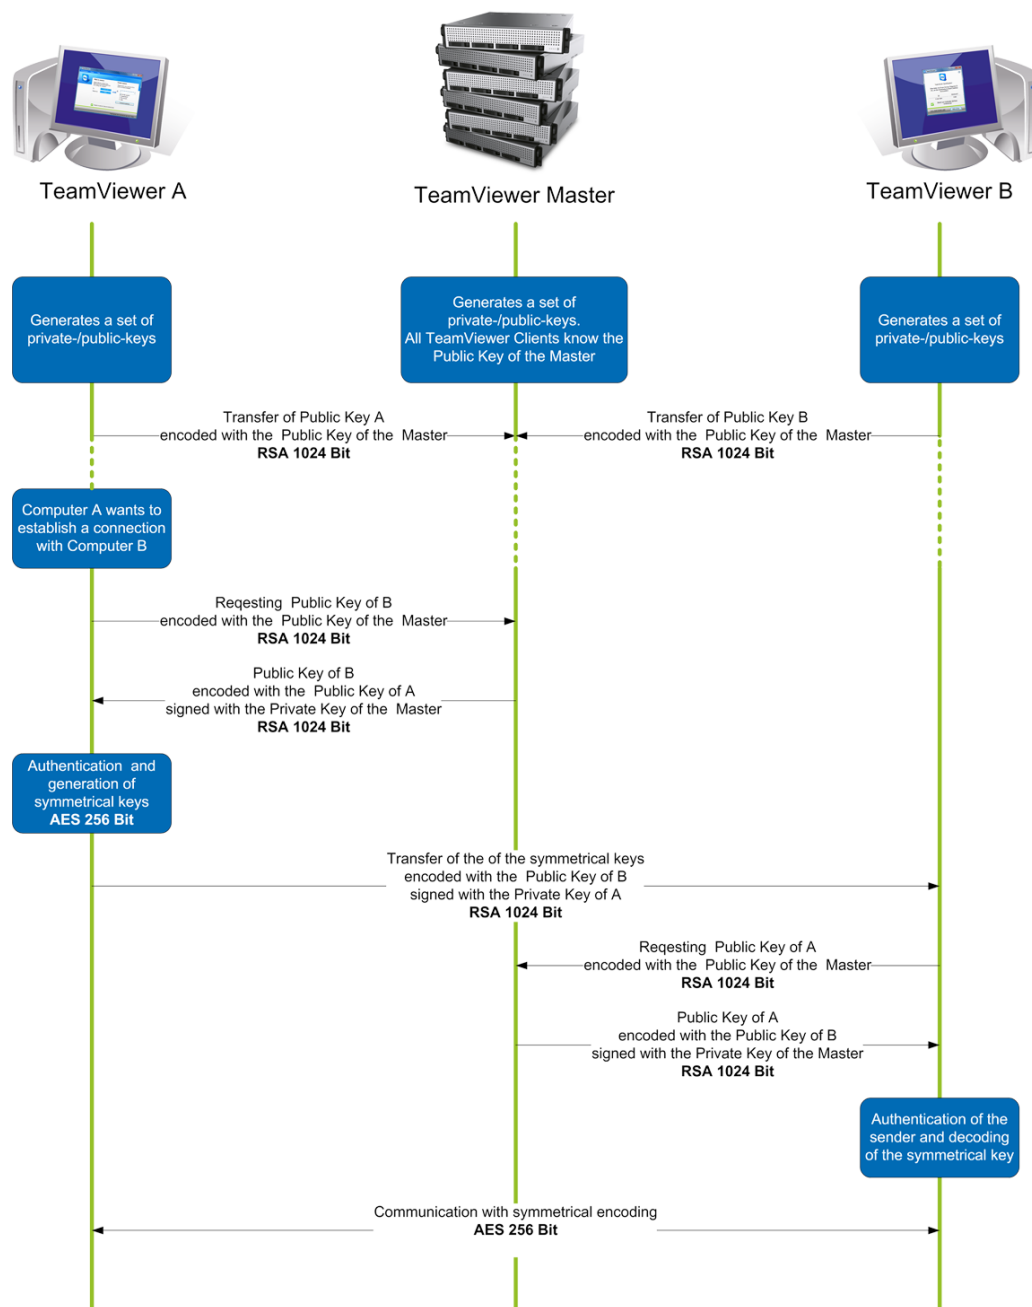 TeamViewer A
TeamViewer Master
TeamViewer B
Generates a set of
private-/public-keys
Generates a set of
private-/public-keys.
All TeamViewer Clients know the
Public Key of the Master
Generates a set of
private-/public-keys
Transfer of Public Key A
encoded with the Public Key of the Master
RSA 1024 Bit
Transfer of Public Key B
encoded with the Public Key of the Master
RSA 1024 Bit
Computer A wants to
establish a connection
with Computer B
Reqesting Public Key of B
encoded with the Public Key of the Master
RSA 1024 Bit
Public Key of B
encoded with the Public Key of A
signed with the Private Key of the Master
RSA 1024 Bit
Authentication and
generation of
symmetrical keys
AES 256 Bit
Transfer of the of the symmetrical keys
encoded with the Public Key of B
signed with the Private Key of A
RSA 1024 Bit
Reqesting Public Key of A
encoded with the Public Key of the Master
RSA 1024 Bit
Public Key of A
encoded with the Public Key of B
signed with the Private Key of the Master
RSA 1024 Bit
Authentication of the
sender and decoding
of the symmetrical key
Communication with symmetrical encoding
AES 256 Bit